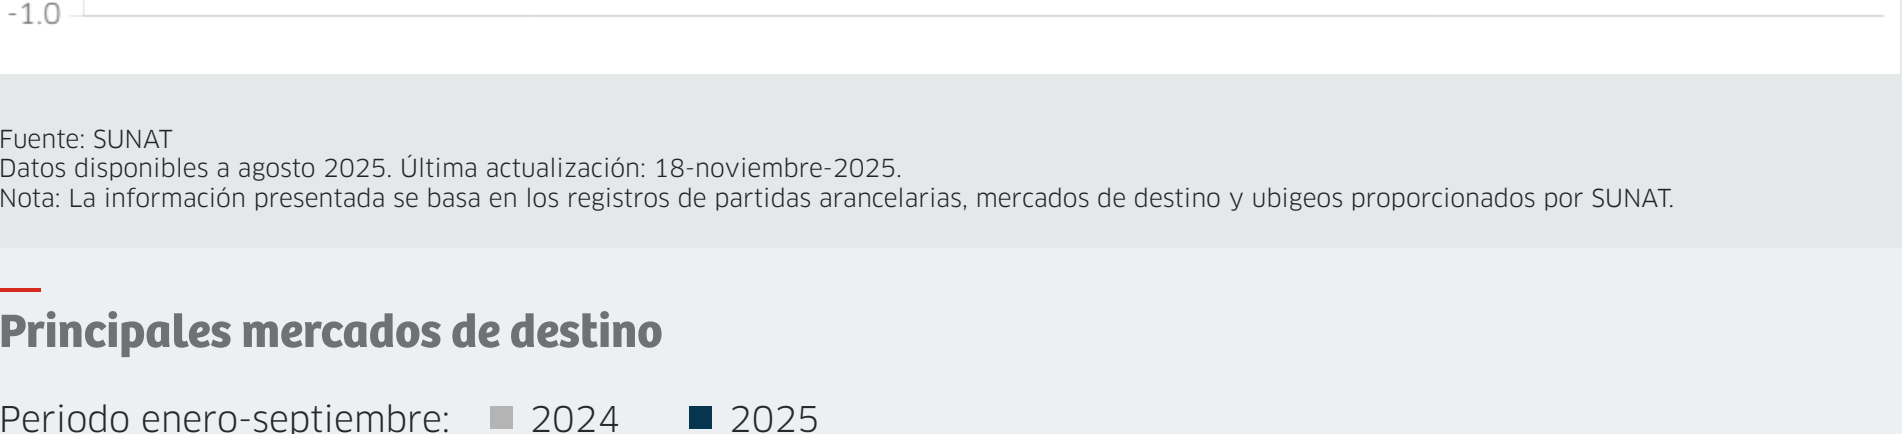 -1.0
Fuente: SUNAT
Datos disponibles a agosto 2025. Última actualización: 18-noviembre-2025.
Nota: La información presentada se basa en los registros de partidas arancelarias, mercados de destino y ubigeos proporcionados por SUNAT.
Principales mercados de destino
Periodo enero-septiembre: 2024 2025